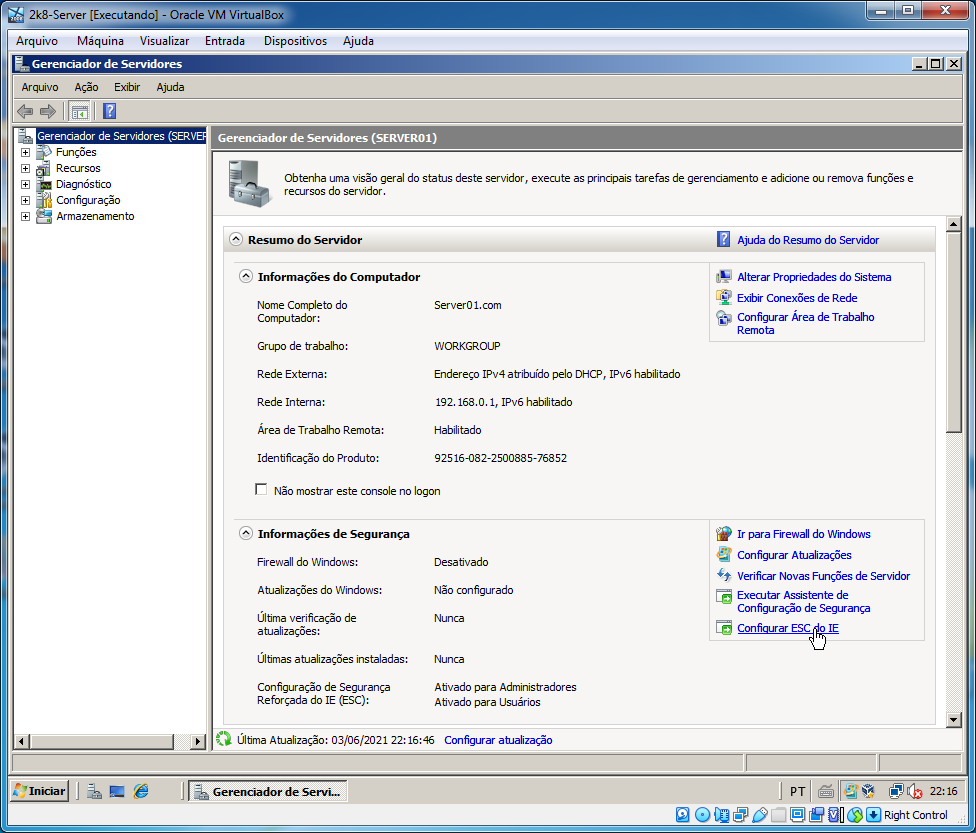 2k8-Server [Executando] - Oracle VM VirtualBox
Arquivo Máquina Visualizar Entrada Dispositivos Ajuda
Gerenciador de Servidores
Arquivo Ação Exibir Ajuda
Gerenciador de Servidores (SERVER
Funções
Recursos
Diagnóstico
Configuração
Armazenamento
Gerenciador de Servidores (SERVER01)
Obtenha uma visão geral do status deste servidor, execute as principais tarefas de gerenciamento e adicione ou remova funções e
recursos do servidor.
Resumo do Servidor
Ajuda do Resumo do Servidor
Informações do Computador
Nome Completo do
Computador:
Server01.com
Grupo de trabalho:
WORKGROUP
Rede Externa:
Endereço IPv4 atribuído pelo DHCP, IPv6 habilitado
Rede Interna:
192.168.0.1, IPv6 habilitado
Área de Trabalho Remota:
Habilitado
Identificação do Produto:
92516-082-2500885-76852
Não mostrar este console no logon
Alterar Propriedades do Sistema
Exibir Conexões de Rede
Configurar Área de Trabalho
Remota
Informações de Segurança
Firewall do Windows:
Desativado
Atualizações do Windows:
Não configurado
Última verificação de
atualizações:
Nunca
Últimas atualizações instaladas:
Nunca
Configuração de Segurança
Reforçada do IE (ESC):
Ativado para Administradores
Ativado para Usuários
Ir para Firewall do Windows
Configurar Atualizações
Verificar Novas Funções de Servidor
Executar Assistente de
Configuração de Segurança
Configurar ESC do IE
Última Atualização: 03/06/2021 22:16:46 Configurar atualização
Iniciar
Gerenciador de Servi...
PT
22:16
Right Control